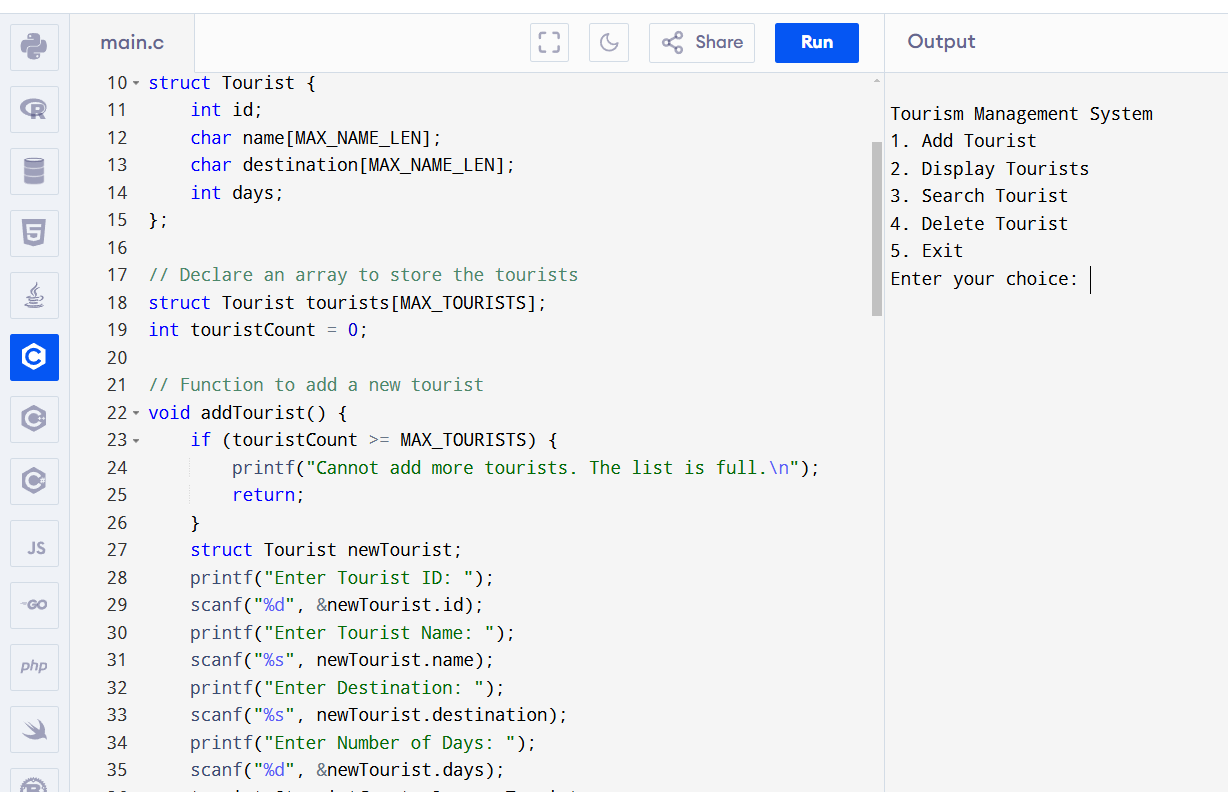 main.c
Share
Run
Output
10 struct Tourist {
11     int id;
12     char name[MAX_NAME_LEN];
13     char destination[MAX_NAME_LEN];
14     int days;
15 };
16
17 // Declare an array to store the tourists
18 struct Tourist tourists[MAX_TOURISTS];
19 int touristCount = 0;
20
21 // Function to add a new tourist
22 void addTourist() {
23     if (touristCount >= MAX_TOURISTS) {
24         printf("Cannot add more tourists. The list is full.\n");
25         return;
26     }
27     struct Tourist newTourist;
28     printf("Enter Tourist ID: ");
29     scanf("%d", &newTourist.id);
30     printf("Enter Tourist Name: ");
31     scanf("%s", newTourist.name);
32     printf("Enter Destination: ");
33     scanf("%s", newTourist.destination);
34     printf("Enter Number of Days: ");
35     scanf("%d", &newTourist.days);
Tourism Management System
1. Add Tourist
2. Display Tourists
3. Search Tourist
4. Delete Tourist
5. Exit
Enter your choice:
R
5
C
C
C
JS
GO
php